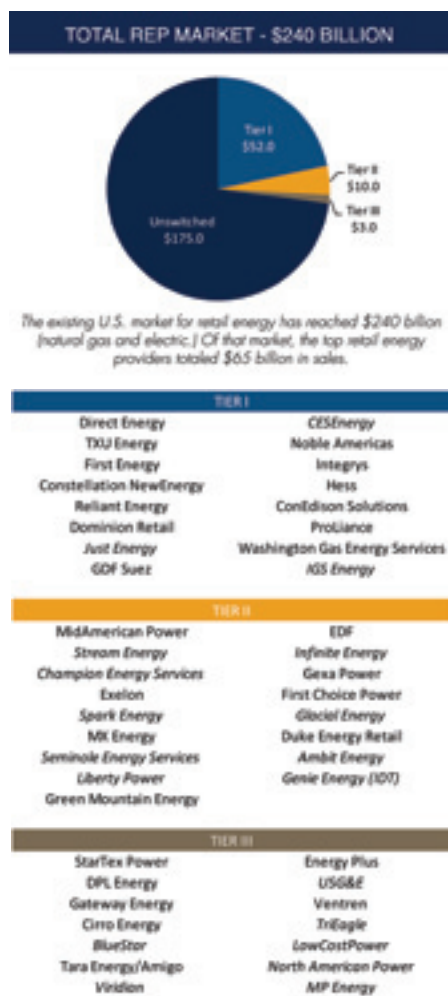 TOTAL REP MARKET - $240 BILLION
Tier I
$52.0
Tier II
$10.0
Tier III
$3.0
Unswitched
$175.0
The existing U.S. market for retail energy has reached $240 billion
(natural gas and electric.) Of that market, the top retail energy
providers totaled $65 billion in sales.
TIER I
Direct Energy
TXU Energy
First Energy
Constellation NewEnergy
Reliant Energy
Dominion Retail
Just Energy
GDF Suez
CESEnergy
Noble Americas
Integrys
Hess
ConEdison Solutions
ProLiance
Washington Gas Energy Services
IGS Energy
TIER II
MidAmerican Power
Stream Energy
Champion Energy Services
Exelon
Spark Energy
MX Energy
Seminole Energy Services
Liberty Power
Green Mountain Energy
EDF
Infinite Energy
Gexa Power
First Choice Power
Glacial Energy
Duke Energy Retail
Ambit Energy
Genie Energy (IDT)
TIER III
StarTex Power
DPL Energy
Gateway Energy
Cirro Energy
BlueStar
Tara Energy/Amigo
Viridian
Energy Plus
USG&E
Ventren
TriEagle
LowCostPower
North American Power
MP Energy